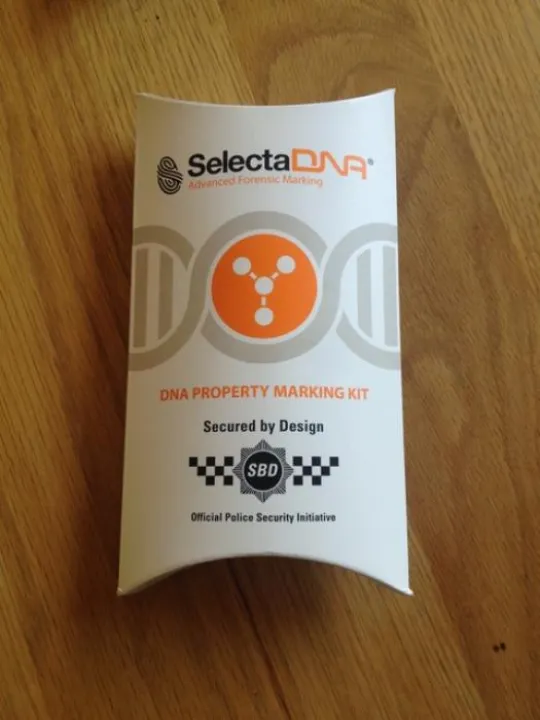 SelectaDNA®
Advanced Forensic Marking
DNA PROPERTY MARKING KIT
Secured by Design
SBD
Official Police Security Initiative